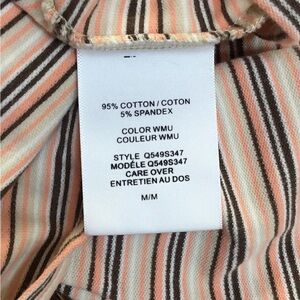 95% COTTON / COTON
5% SPANDEX
COLOR WMU
COULEUR WMU
STYLE Q549S347
MODÈLE Q549S347
CARE OVER
ENTRETIEN AU DOS
M/M